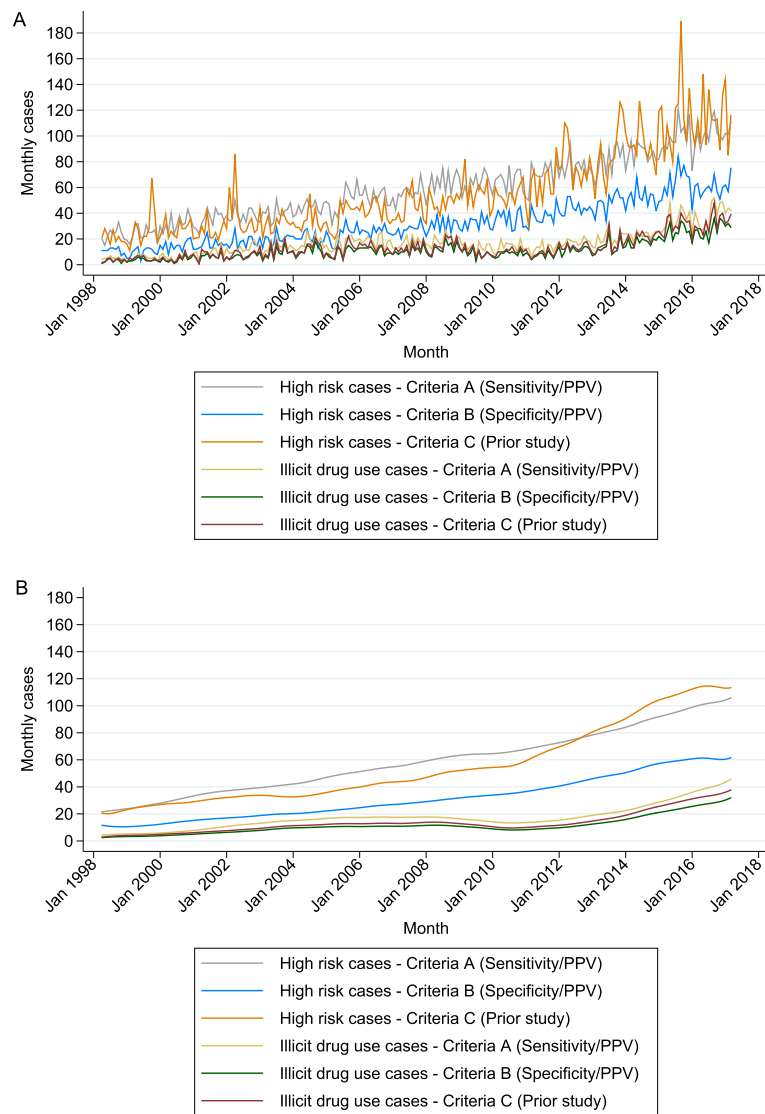 A
180
160
140
120
100
80
60
40
20
0
Monthly cases
Jan 1998
Jan 2000
Jan 2002
Jan 2004
Jan 2006
Jan 2008
Jan 2010
Jan 2012
Jan 2014
Jan 2016
Jan 2018
Month
High risk cases - Criteria A (Sensitivity/PPV)
High risk cases - Criteria B (Specificity/PPV)
High risk cases - Criteria C (Prior study)
Illicit drug use cases - Criteria A (Sensitivity/PPV)
Illicit drug use cases - Criteria B (Specificity/PPV)
Illicit drug use cases - Criteria C (Prior study)
B
180
160
140
120
100
80
60
40
20
0
Monthly cases
Jan 1998
Jan 2000
Jan 2002
Jan 2004
Jan 2006
Jan 2008
Jan 2010
Jan 2012
Jan 2014
Jan 2016
Jan 2018
Month
High risk cases - Criteria A (Sensitivity/PPV)
High risk cases - Criteria B (Specificity/PPV)
High risk cases - Criteria C (Prior study)
Illicit drug use cases - Criteria A (Sensitivity/PPV)
Illicit drug use cases - Criteria B (Specificity/PPV)
Illicit drug use cases - Criteria C (Prior study)